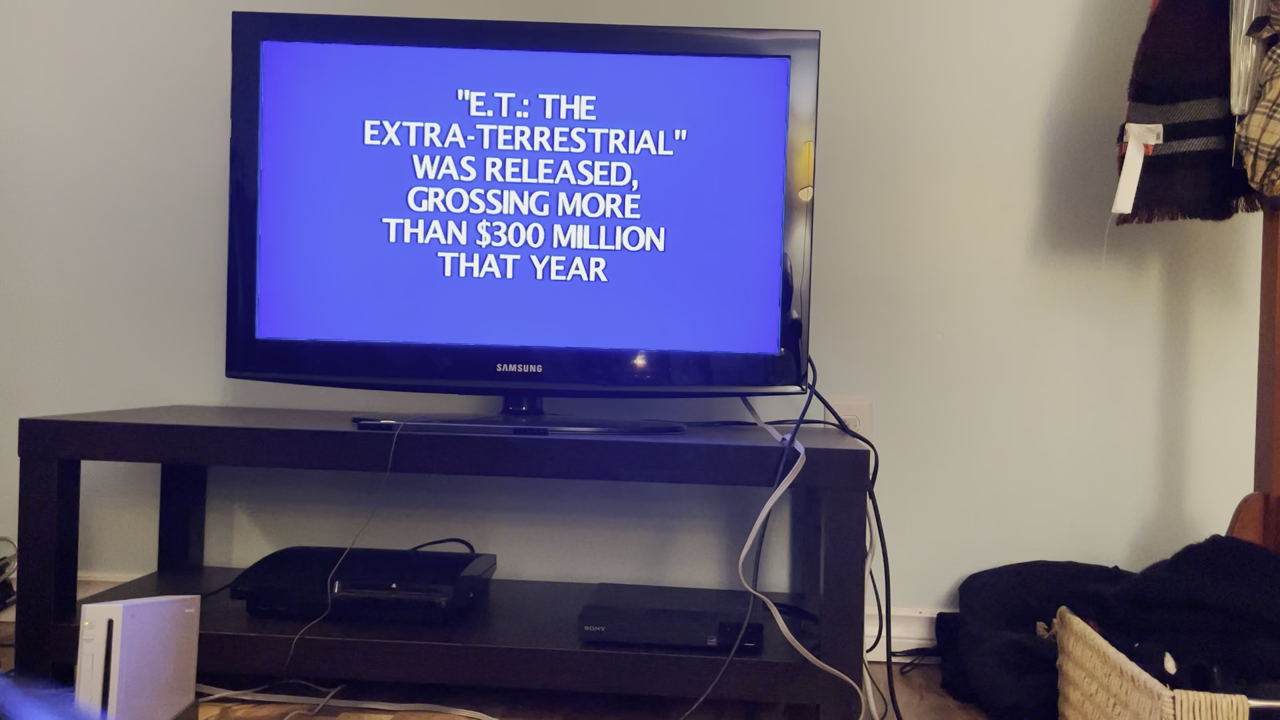 "E.T.: THE
EXTRA-TERRESTRIAL"
WAS RELEASED,
GROSSING MORE
THAN $300 MILLION
THAT YEAR
SAMSUNG
SONY